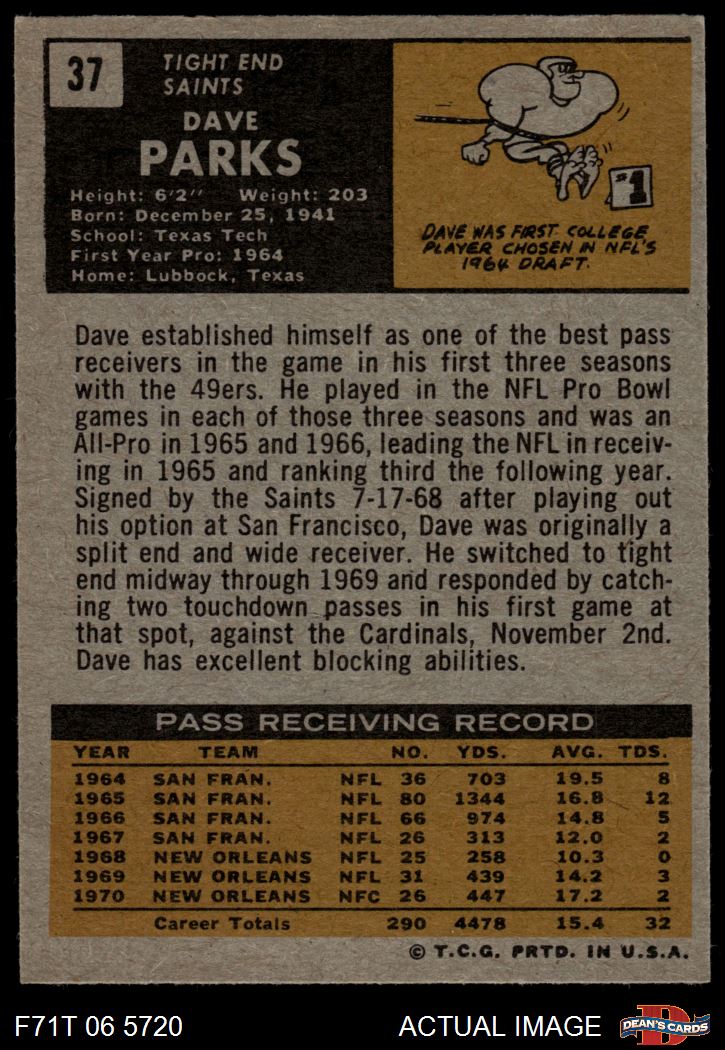 37
TIGHT END
SAINTS
DAVE
PARKS
Height: 6'2" Weight: 203
Born: December 25, 1941
School: Texas Tech
First Year Pro: 1964
Home: Lubbock, Texas
#1
DAVE WAS FIRST COLLEGE
PLAYER CHOSEN IN NFL'S
1964 DRAFT.
Dave established himself as one of the best pass
receivers in the game in his first three seasons
with the 49ers. He played in the NFL Pro Bowl
games in each of those three seasons and was an
All-Pro in 1965 and 1966, leading the NFL in receiv-
ing in 1965 and ranking third the following year.
Signed by the Saints 7-17-68 after playing out
his option at San Francisco, Dave was originally a
split end and wide receiver. He switched to tight
end midway through 1969 and responded by catch-
ing two touchdown passes in his first game at
that spot, against the Cardinals, November 2nd.
Dave has excellent blocking abilities.
PASS RECEIVING RECORD
YEAR TEAM NO. YDS. AVG. TDS.
1964 SAN FRAN. NFL 36 703 19.5 8
1965 SAN FRAN. NFL 80 1344 16.8 12
1966 SAN FRAN. NFL 66 974 14.8 5
1967 SAN FRAN. NFL 26 313 12.0 2
1968 NEW ORLEANS NFL 25 258 10.3 0
1969 NEW ORLEANS NFL 31 439 14.2 3
1970 NEW ORLEANS NFC 26 447 17.2 2
Career Totals 290 4478 15.4 32
© T.C.G. PRTD. IN U.S.A.
F71T 06 5720 ACTUAL IMAGE D DEAN'S CARDS